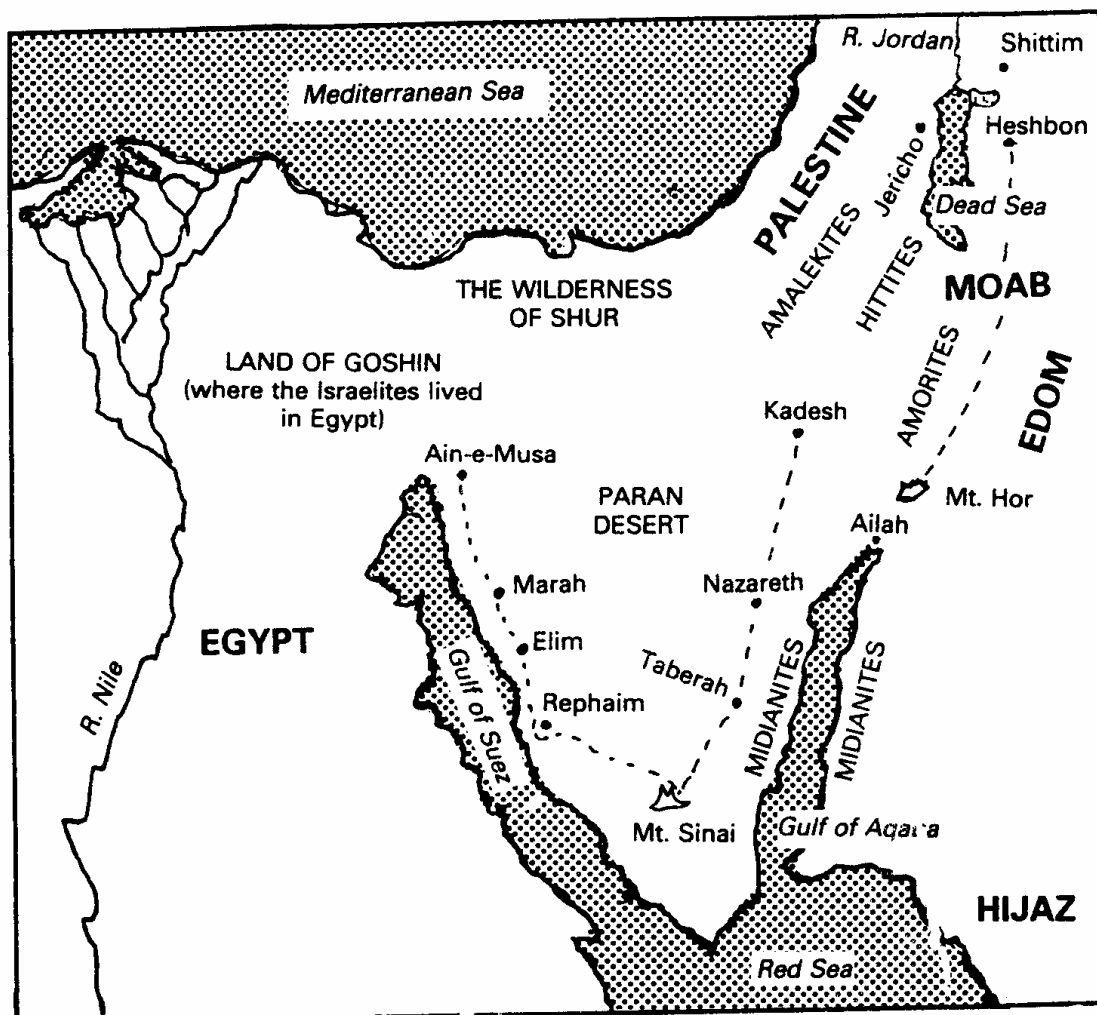 R. Jordan
Shittim
Mediterranean Sea
Heshbon
Jericho
PALESTINE
Dead Sea
AMALEKITES
HITTITES
MOAB
THE WILDERNESS
OF SHUR
LAND OF GOSHIN
(where the Israelites lived
in Egypt)
AMORITES
EDOM
Kadesh
Ain-e-Musa
PARAN
DESERT
Mt. Hor
Ailah
Marah
Nazareth
EGYPT
Elim
Taberah
R. Nile
Gulf of Suez
Rephaim
MIDIANITES
MIDIANITES
Mt. Sinai
Gulf of
HIJAZ
Red Sea